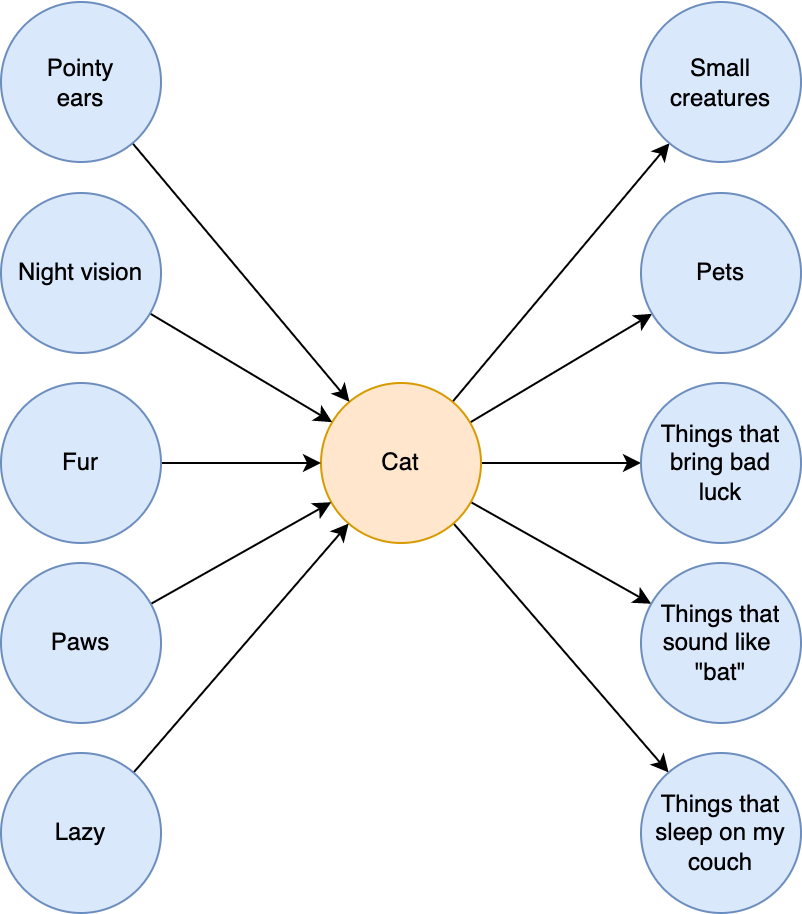 Pointy
ears
Night vision
Fur
Paws
Lazy
Cat
Small
creatures
Pets
Things that
bring bad
luck
Things that
sound like
"bat"
Things that
sleep on my
couch